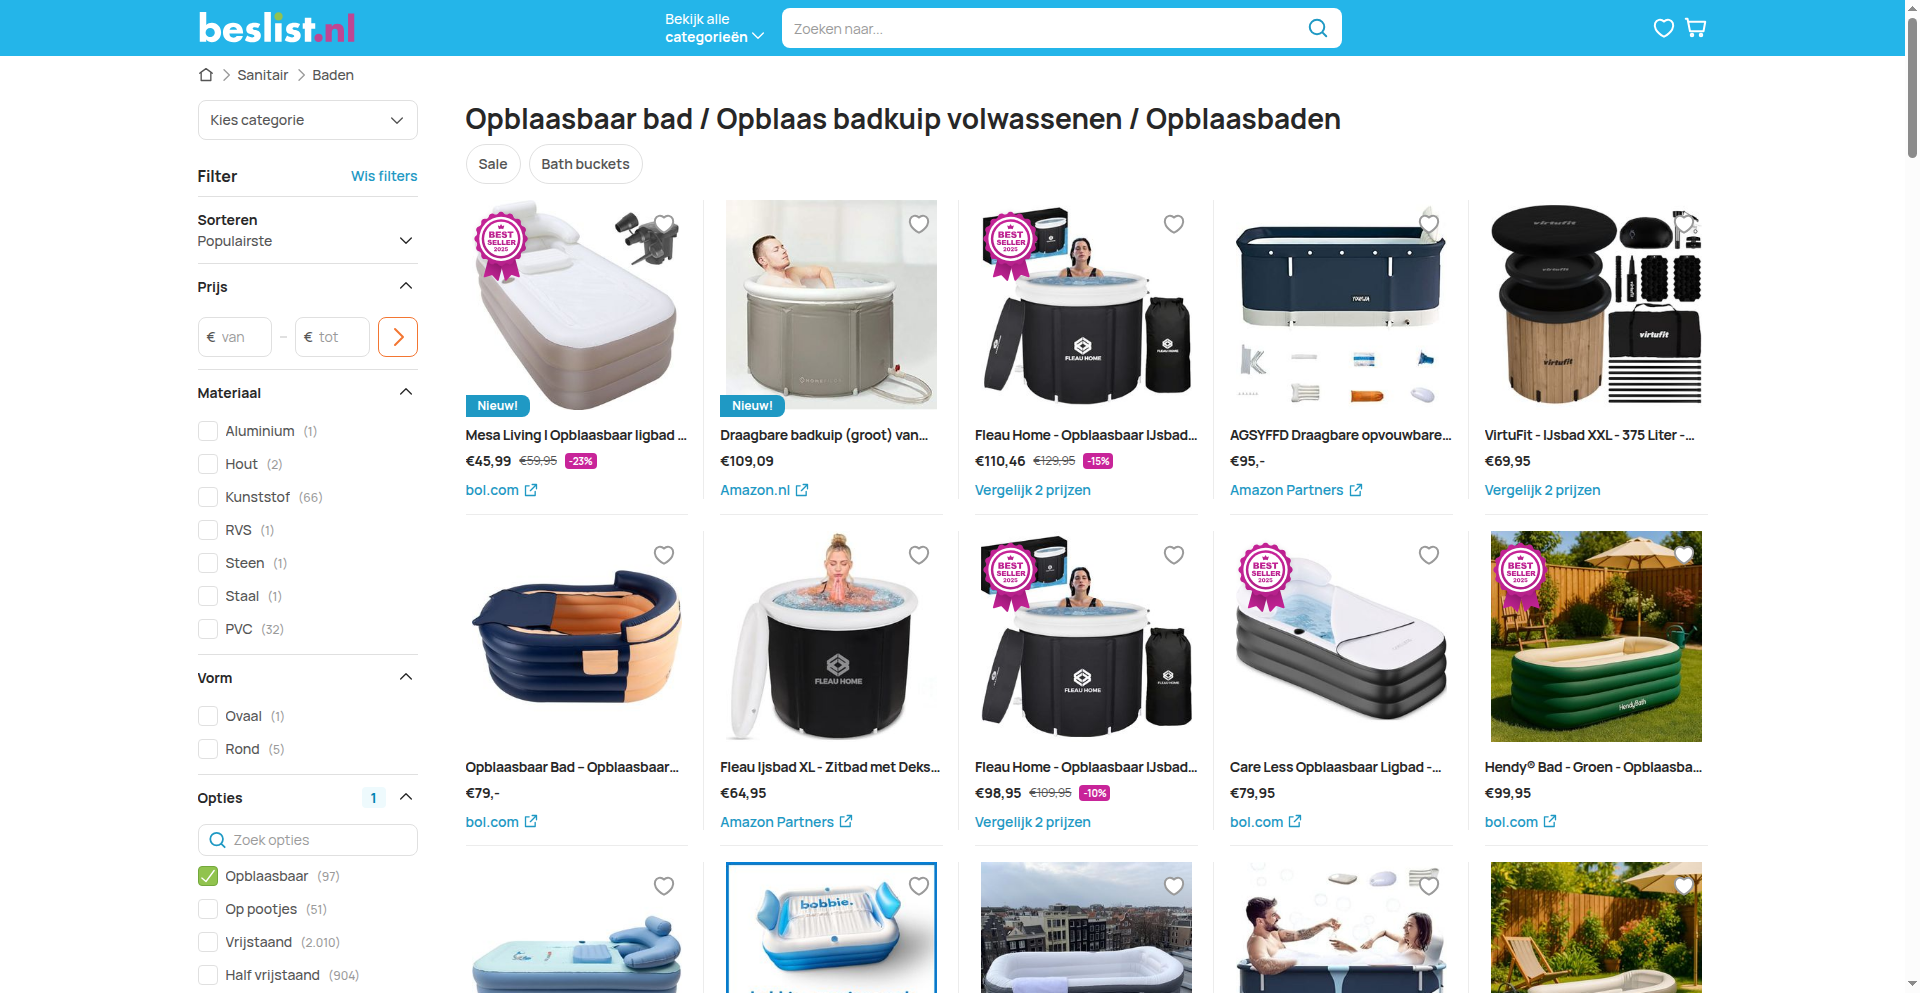 beslist.nl
Bekijk alle
categorieën
Zoeken naar...
Sanitair
Baden
Kies categorie
Opblaasbaar bad / Opblaas badkuip volwassenen / Opblaasbaden
Sale
Bath buckets
Filter
Wis filters
Sorteren
Populairste
Prijs
€ van
–
€ tot
Materiaal
Aluminium (1)
Hout (2)
Kunststof (66)
RVS (1)
Steen (1)
Staal (1)
PVC (32)
Vorm
Ovaal (1)
Rond (5)
Opties
1
Zoek opties
Opblaasbaar (97)
Op pootjes (51)
Vrijstaand (2.010)
Half vrijstaand (904)
BEST
SELLER
2025
Nieuw!
Mesa Living | Opblaasbaar ligbad ...
€45,99 €59,95 -23%
bol.com
Nieuw!
Draagbare badkuip (groot) van...
€109,09
Amazon.nl
BEST
SELLER
2025
FLEAU HOME
Fleau Home - Opblaasbaar IJsbad...
€110,46 €129,95 -15%
Vergelijk 2 prijzen
AGSYFFD Draagbare opvouwbare...
€95,-
Amazon Partners
virtufit
virtufit
virtufit
VirtuFit - IJsbad XXL - 375 Liter -...
€69,95
Vergelijk 2 prijzen
Opblaasbaar Bad – Opblaasbaar...
€79,-
bol.com
FLEAU HOME
Fleau Ijsbad XL - Zitbad met Deks...
€64,95
Amazon Partners
BEST
SELLER
2025
FLEAU HOME
Fleau Home - Opblaasbaar IJsbad...
€98,95 €109,95 -10%
Vergelijk 2 prijzen
BEST
SELLER
2025
Care Less Opblaasbaar Ligbad -...
€79,95
bol.com
BEST
SELLER
2025
HendyBath
Hendy® Bad - Groen - Opblaasba...
€99,95
bol.com
bobbie.